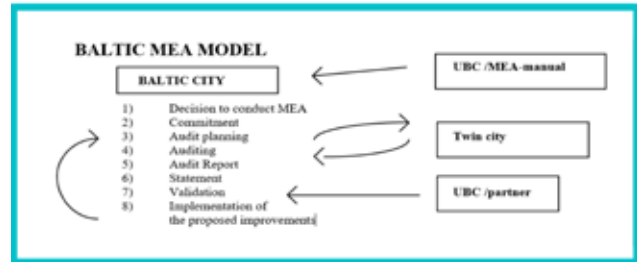 BALTIC MEA MODEL
BALTIC CITY
1) Decision to conduct MEA
2) Commitment
3) Audit planning
4) Auditing
5) Audit Report
6) Statement
7) Validation
8) Implementation of
the proposed improvements
UBC /MEA-manual
Twin city
UBC /partner